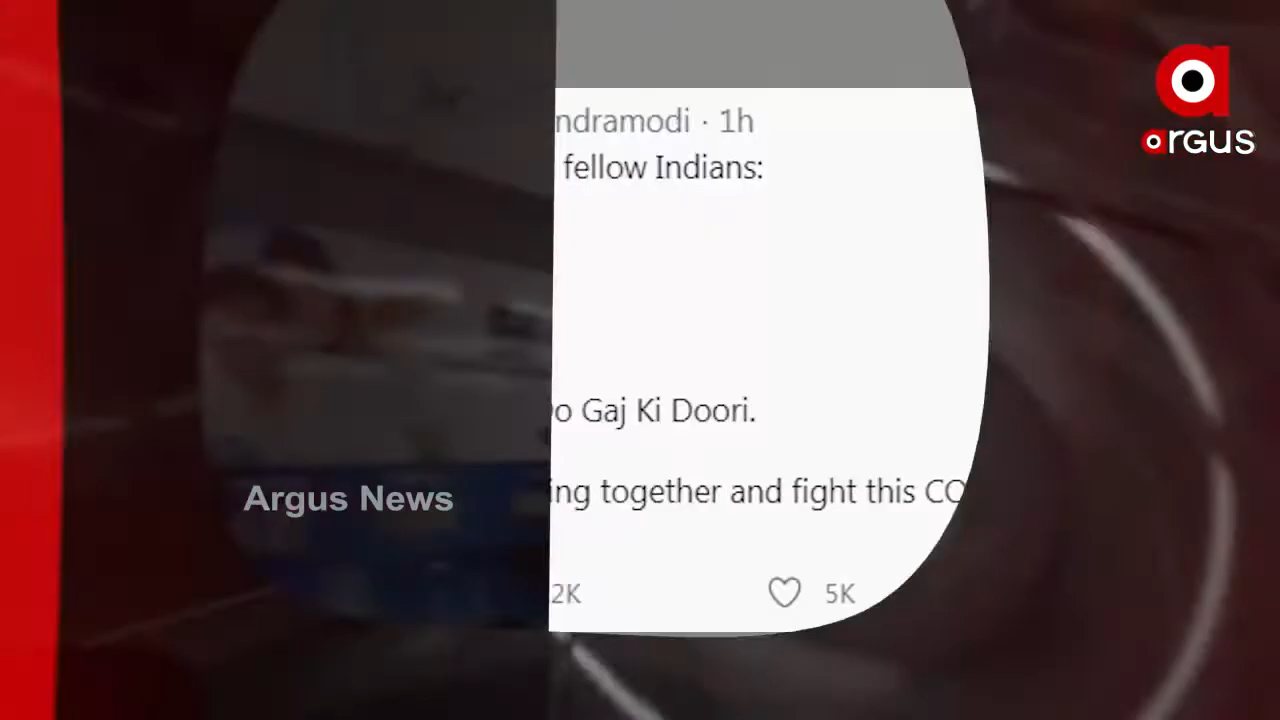 argus
ndramodi · 1h
fellow Indians:
o Gaj Ki Doori.
ing together and fight this CO
Argus News
2K
5K